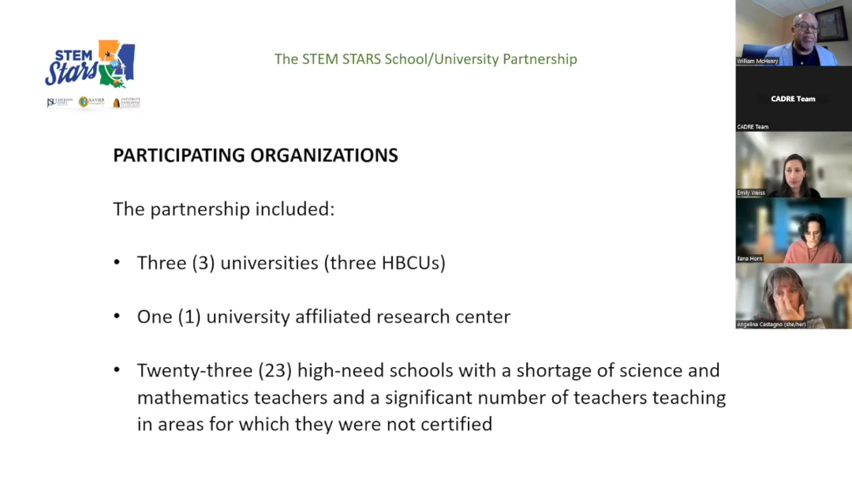 STEM
Stars
The STEM STARS School/University Partnership
PARTICIPATING ORGANIZATIONS
The partnership included:
• Three (3) universities (three HBCUs)
• One (1) university affiliated research center
• Twenty-three (23) high-need schools with a shortage of science and
mathematics teachers and a significant number of teachers teaching
in areas for which they were not certified
William McHenry
CADRE Team
CADRE Team
Emily Weiss
Ilana Horn
Angelina Castagno (she/her)